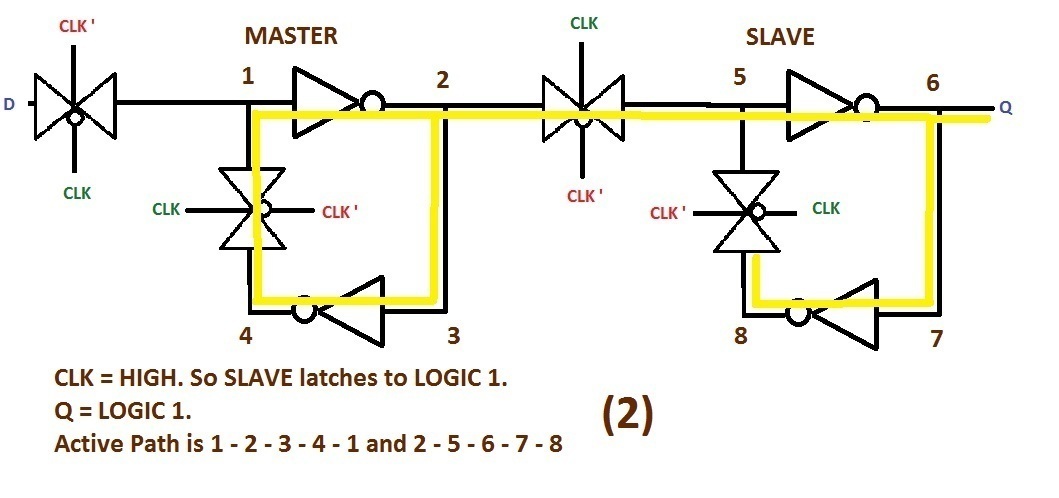 CLK '
MASTER
CLK
SLAVE
1
2
5
6
D
Q
CLK
CLK '
CLK
CLK '
CLK '
CLK
4
3
8
7
CLK = HIGH. So SLAVE latches to LOGIC 1.
Q = LOGIC 1.
Active Path is 1 - 2 - 3 - 4 - 1 and 2 - 5 - 6 - 7 - 8
(2)